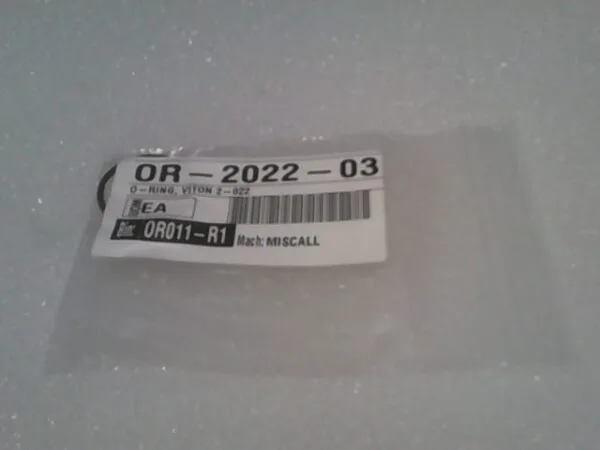 OR-2022-03
O-RING, VITON 2-022
EA
Bin: OR011-R1
Mach: MISCALL